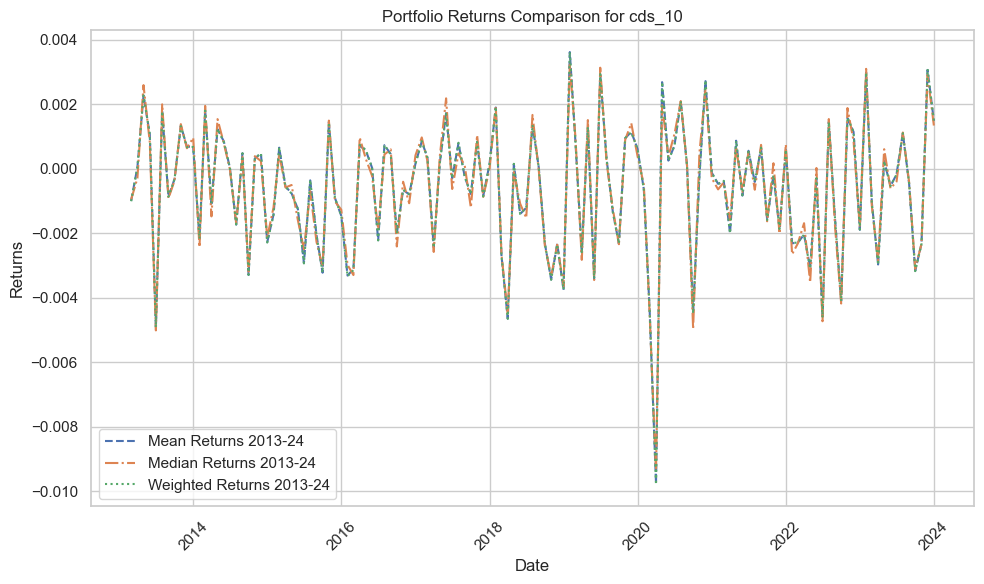 Portfolio Returns Comparison for cds_10
Returns
0.004
0.002
0.000
−0.002
−0.004
−0.006
−0.008
−0.010
Mean Returns 2013-24
Median Returns 2013-24
Weighted Returns 2013-24
2014
2016
2018
2020
2022
2024
Date